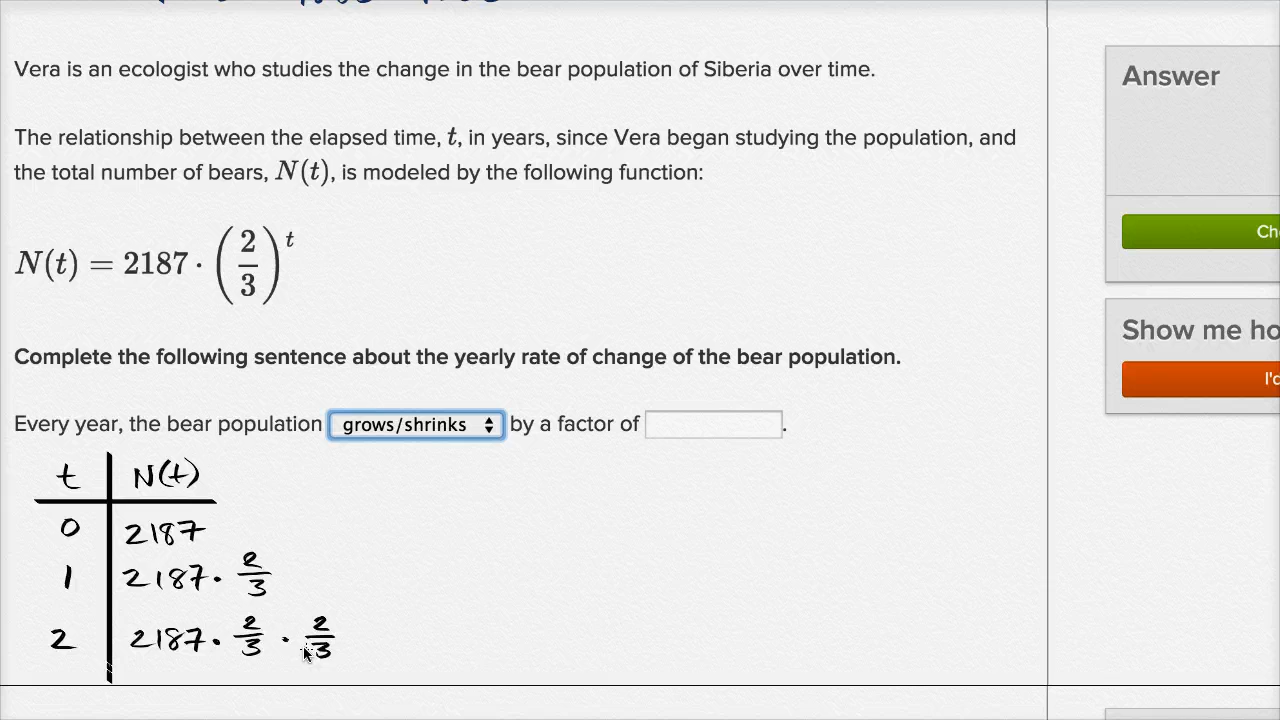 Vera is an ecologist who studies the change in the bear population of Siberia over time.
Answer
The relationship between the elapsed time, t, in years, since Vera began studying the population, and
the total number of bears, N(t), is modeled by the following function:
N(t) = 2187 · (2/3)^t
Show me
Complete the following sentence about the yearly rate of change of the bear population.
Every year, the bear population grows/shrinks by a factor of .
t N(t)
0 2187
1 2187 · 2/3
2 2187 · 2/3 · 2/3